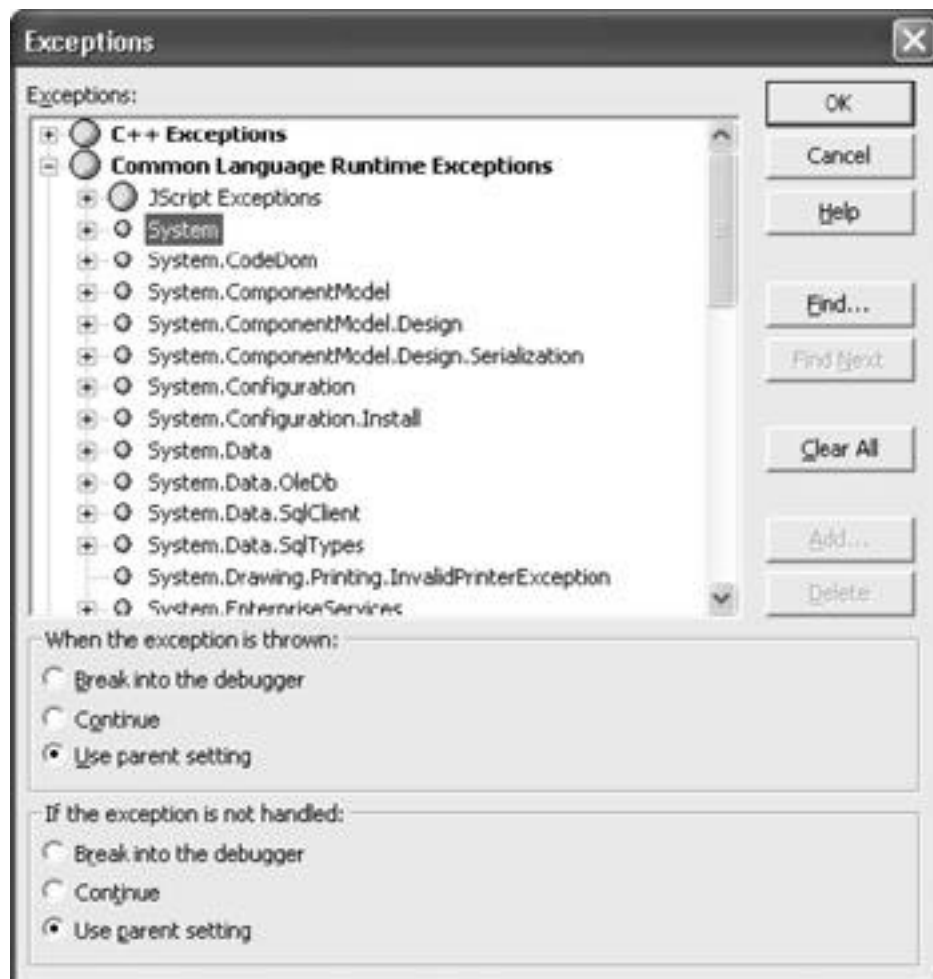 Exceptions
Exceptions:
C++ Exceptions
Common Language Runtime Exceptions
JScript Exceptions
System
System.CodeDom
System.ComponentModel
System.ComponentModel.Design
System.ComponentModel.Design.Serialization
System.Configuration
System.Configuration.Install
System.Data
System.Data.OleDb
System.Data.SqlClient
System.Data.SqlTypes
System.Drawing.Printing.InvalidPrinterException
System.EnterpriseServices
OK
Cancel
Help
Find...
Find Next
Clear All
Add...
Delete
When the exception is thrown:
Break into the debugger
Continue
Use parent setting
If the exception is not handled:
Break into the debugger
Continue
Use parent setting